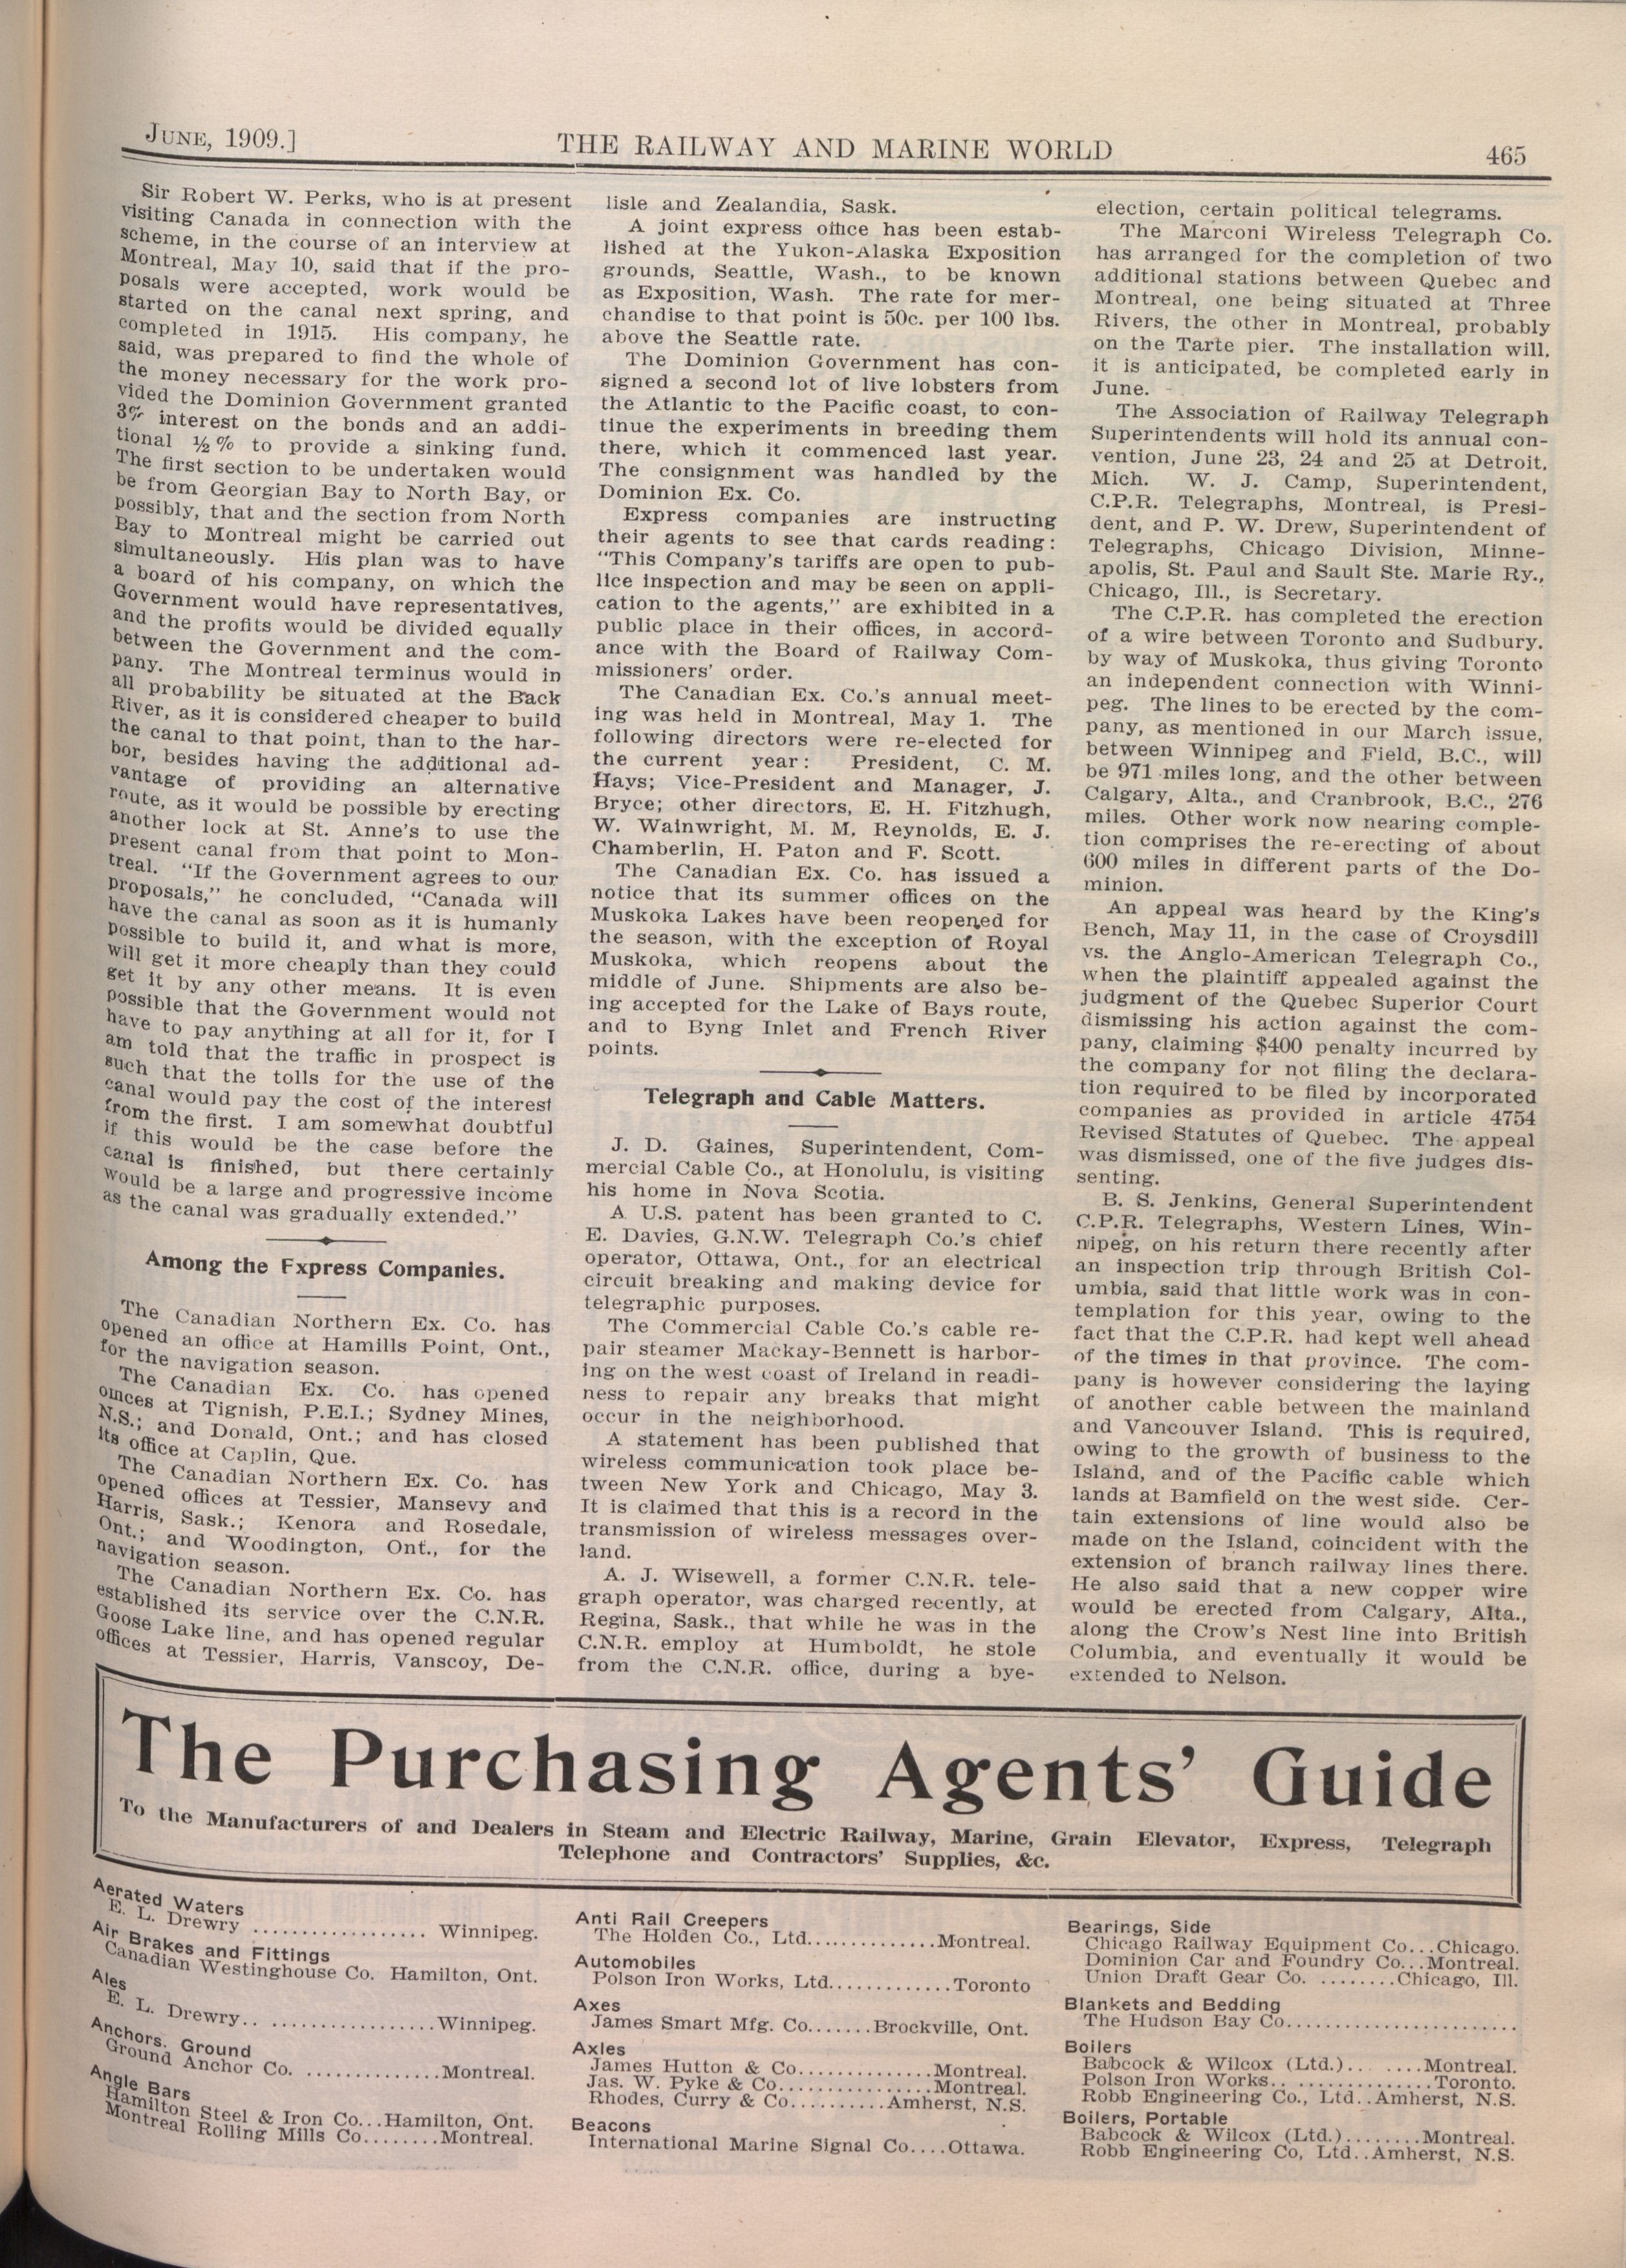 JUNE, 1909.]
THE RAILWAY AND MARINE WORLD
465
Sir Robert W. Perks, who is at present
visiting Canada in connection with the
scheme, in the course of an interview at
Montreal, May 10, said that if the pro-
posals were accepted, work would be
started on the canal next spring, and
completed in 1915. His company, he
said, was prepared to find the whole of
the money necessary for the work pro-
vided the Dominion Government granted
3% interest on the bonds and an addi-
tional ½% to provide a sinking fund.
The first section to be undertaken would
be from Georgian Bay to North Bay, or
possibly, that and the section from North
Bay to Montreal might be carried out
simultaneously. His plan was to have
a board of his company, on which the
Government would have representatives,
and the profits would be divided equally
between the Government and the com-
pany. The Montreal terminus would in
all probability be situated at the Back
River, as it is considered cheaper to build
the canal to that point, than to the har-
bor, besides having the additional ad-
vantage of providing an alternative
route, as it would be possible by erecting
another lock at St. Anne's to use the
present canal from that point to Mon-
treal. "If the Government agrees to our
proposals," he concluded, "Canada will
have the canal as soon as it is humanly
possible to build it, and what is more,
will get it more cheaply than they could
get it by any other means. It is even
possible that the Government would not
have to pay anything at all for it, for I
am told that the traffic in prospect is
such that the tolls for the use of the
canal would pay the cost of the interest
from the first. I am somewhat doubtful
if this would be the case before the
canal is finished, but there certainly
would be a large and progressive income
as the canal was gradually extended."
Among the Express Companies.
The Canadian Northern Ex. Co. has
opened an office at Hamills Point, Ont.,
for the navigation season.
The Canadian Ex. Co. has opened
offices at Tignish, P.E.I.; Sydney Mines,
N.S.; and Donald, Ont.; and has closed
its office at Caplin, Que.
The Canadian Northern Ex. Co. has
opened offices at Tessier, Mansevy and
Harris, Sask.; Kenora and Rosedale,
Ont.; and Woodington, Ont., for the
navigation season.
The Canadian Northern Ex. Co. has
established its service over the C.N.R.
Goose Lake line, and has opened regular
offices at Tessier, Harris, Vanscoy, De-
lisle and Zealandia, Sask.
A joint express office has been estab-
lished at the Yukon-Alaska Exposition
grounds, Seattle, Wash., to be known
as Exposition, Wash. The rate for mer-
chandise to that point is 50c. per 100 lbs.
above the Seattle rate.
The Dominion Government has con-
signed a second lot of live lobsters from
the Atlantic to the Pacific coast, to con-
tinue the experiments in breeding them
there, which it commenced last year.
The consignment was handled by the
Dominion Ex. Co.
Express companies are instructing
their agents to see that cards reading:
"This Company's tariffs are open to pub-
lice inspection and may be seen on appli-
cation to the agents," are exhibited in a
public place in their offices, in accord-
ance with the Board of Railway Com-
missioners' order.
The Canadian Ex. Co.'s annual meet-
ing was held in Montreal, May 1. The
following directors were re-elected for
the current year: President, C. M.
Hays; Vice-President and Manager, J.
Bryce; other directors, E. H. Fitzhugh,
W. Wainwright, M. M. Reynolds, E. J.
Chamberlin, H. Paton and F. Scott.
The Canadian Ex. Co. has issued a
notice that its summer offices on the
Muskoka Lakes have been reopened for
the season, with the exception of Royal
Muskoka, which reopens about the
middle of June. Shipments are also be-
ing accepted for the Lake of Bays route,
and to Byng Inlet and French River
points.
Telegraph and Cable Matters.
J. D. Gaines, Superintendent, Com-
mercial Cable Co., at Honolulu, is visiting
his home in Nova Scotia.
A U.S. patent has been granted to C.
E. Davies, G.N.W. Telegraph Co.'s chief
operator, Ottawa, Ont., for an electrical
circuit breaking and making device for
telegraphic purposes.
The Commercial Cable Co.'s cable re-
pair steamer Mackay-Bennett is harbor-
ing on the west coast of Ireland in readi-
ness to repair any breaks that might
occur in the neighborhood.
A statement has been published that
wireless communication took place be-
tween New York and Chicago, May 3.
It is claimed that this is a record in the
transmission of wireless messages over-
land.
A. J. Wisewell, a former C.N.R. tele-
graph operator, was charged recently, at
Regina, Sask., that while he was in the
C.N.R. employ at Humboldt, he stole
from the C.N.R. office, during a bye-
election, certain political telegrams.
The Marconi Wireless Telegraph Co.
has arranged for the completion of two
additional stations between Quebec and
Montreal, one being situated at Three
Rivers, the other in Montreal, probably
on the Tarte pier. The installation will,
it is anticipated, be completed early in
June.
The Association of Railway Telegraph
Superintendents will hold its annual con-
vention, June 23, 24 and 25 at Detroit,
Mich. W. J. Camp, Superintendent,
C.P.R. Telegraphs, Montreal, is Presi-
dent, and P. W. Drew, Superintendent of
Telegraphs, Chicago Division, Minne-
apolis, St. Paul and Sault Ste. Marie Ry.,
Chicago, Ill., is Secretary.
The C.P.R. has completed the erection
of a wire between Toronto and Sudbury,
by way of Muskoka, thus giving Toronto
an independent connection with Winni-
peg. The lines to be erected by the com-
pany, as mentioned in our March issue,
between Winnipeg and Field, B.C., will
be 971 miles long, and the other between
Calgary, Alta., and Cranbrook, B.C., 276
miles. Other work now nearing comple-
tion comprises the re-erecting of about
600 miles in different parts of the Do-
minion.
An appeal was heard by the King's
Bench, May 11, in the case of Croysdill
vs. the Anglo-American Telegraph Co.,
when the plaintiff appealed against the
judgment of the Quebec Superior Court
dismissing his action against the com-
pany, claiming $400 penalty incurred by
the company for not filing the declara-
tion required to be filed by incorporated
companies as provided in article 4754
Revised Statutes of Quebec. The appeal
was dismissed, one of the five judges dis-
senting.
B. S. Jenkins, General Superintendent
C.P.R. Telegraphs, Western Lines, Win-
nipeg, on his return there recently after
an inspection trip through British Col-
umbia, said that little work was in con-
templation for this year, owing to the
fact that the C.P.R. had kept well ahead
of the times in that province. The com-
pany is however considering the laying
of another cable between the mainland
and Vancouver Island. This is required,
owing to the growth of business to the
Island, and of the Pacific cable which
lands at Bamfield on the west side. Cer-
tain extensions of line would also be
made on the Island, coincident with the
extension of branch railway lines there.
He also said that a new copper wire
would be erected from Calgary, Alta.,
along the Crow's Nest line into British
Columbia, and eventually it would be
extended to Nelson.
The Purchasing Agents' Guide
To the Manufacturers of and Dealers in Steam and Electric Railway, Marine, Grain Elevator, Express, Telegraph
Telephone and Contractors' Supplies, &c.
Aerated Waters
E. L. Drewry .................. Winnipeg.
Air Brakes and Fittings
Canadian Westinghouse Co. Hamilton, Ont.
Ales
E. L. Drewry.. .................Winnipeg.
Anchors, Ground
Ground Anchor Co. ..............Montreal.
Angle Bars
Hamilton Steel & Iron Co...Hamilton, Ont.
Montreal Rolling Mills Co........Montreal.
Anti Rail Creepers
The Holden Co., Ltd..............Montreal.
Automobiles
Polson Iron Works, Ltd............Toronto
Axes
James Smart Mfg. Co.......Brockville, Ont.
Axles
James Hutton & Co..............Montreal.
Jas. W. Pyke & Co................Montreal.
Rhodes, Curry & Co..........Amherst, N.S.
Beacons
International Marine Signal Co....Ottawa.
Bearings, Side
Chicago Railway Equipment Co...Chicago.
Dominion Car and Foundry Co...Montreal.
Union Draft Gear Co. ........Chicago, Ill.
Blankets and Bedding
The Hudson Bay Co........................
Boilers
Babcock & Wilcox (Ltd.).. .....Montreal.
Polson Iron Works.. ..............Toronto.
Robb Engineering Co., Ltd..Amherst, N.S.
Boilers, Portable
Babcock & Wilcox (Ltd.)........Montreal.
Robb Engineering Co, Ltd..Amherst, N.S.